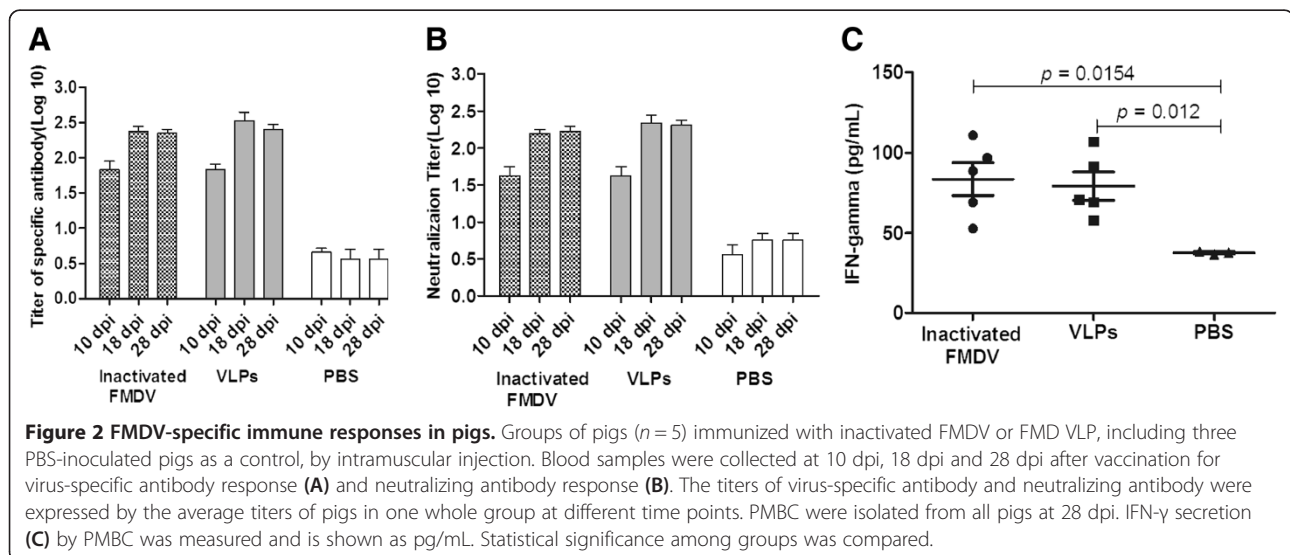 A
Titer of specific antibody(Log 10)
3.0
2.5
2.0
1.5
1.0
0.5
0.0
10 dpi
18 dpi
28 dpi
10 dpi
18 dpi
28 dpi
10 dpi
18 dpi
28 dpi
Inactivated
FMDV
VLPs
PBS
B
Neutralizaion Titer(Log 10)
3.0
2.5
2.0
1.5
1.0
0.5
0.0
10 dpi
18 dpi
28 dpi
10 dpi
18 dpi
28 dpi
10 dpi
18 dpi
28 dpi
Inactivated
FMDV
VLPs
PBS
C
IFN-gamma (pg/mL)
150
100
50
0
p = 0.0154
p = 0.012
Inactivated
FMDV
VLPs
PBS
Figure 2 FMDV-specific immune responses in pigs. Groups of pigs (n = 5) immunized with inactivated FMDV or FMD VLP, including three
PBS-inoculated pigs as a control, by intramuscular injection. Blood samples were collected at 10 dpi, 18 dpi and 28 dpi after vaccination for
virus-specific antibody response (A) and neutralizing antibody response (B). The titers of virus-specific antibody and neutralizing antibody were
expressed by the average titers of pigs in one whole group at different time points. PMBC were isolated from all pigs at 28 dpi. IFN-γ secretion
(C) by PMBC was measured and is shown as pg/mL. Statistical significance among groups was compared.